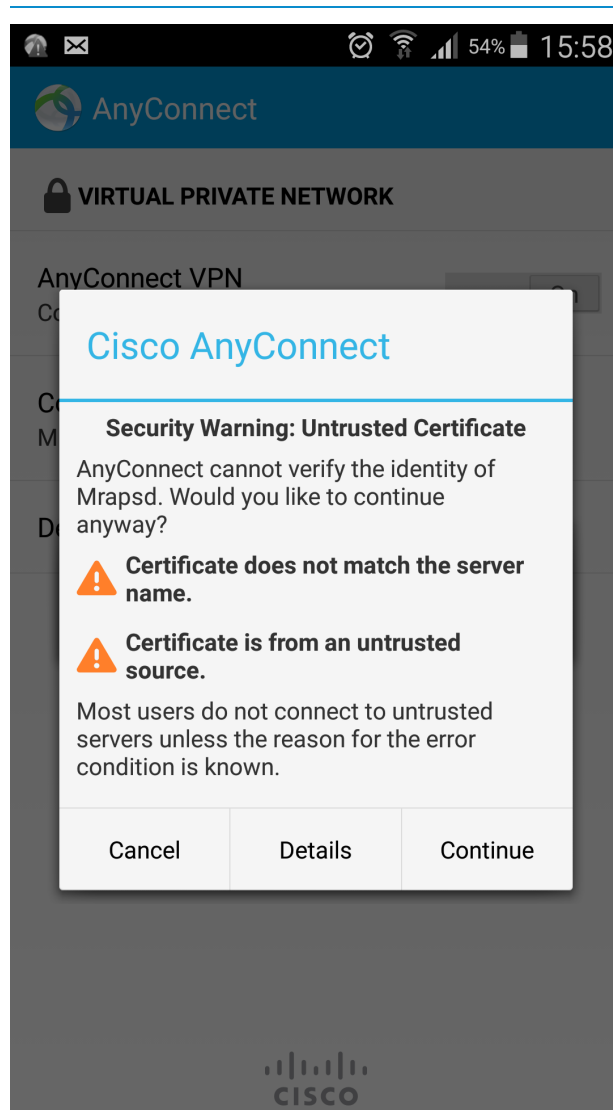 54% 15:58
AnyConnect
VIRTUAL PRIVATE NETWORK
AnyConnect VPN
Cisco AnyConnect
Security Warning: Untrusted Certificate
AnyConnect cannot verify the identity of
Mrapsd. Would you like to continue
anyway?
Certificate does not match the server
name.
Certificate is from an untrusted
source.
Most users do not connect to untrusted
servers unless the reason for the error
condition is known.
Cancel Details Continue
CISCO